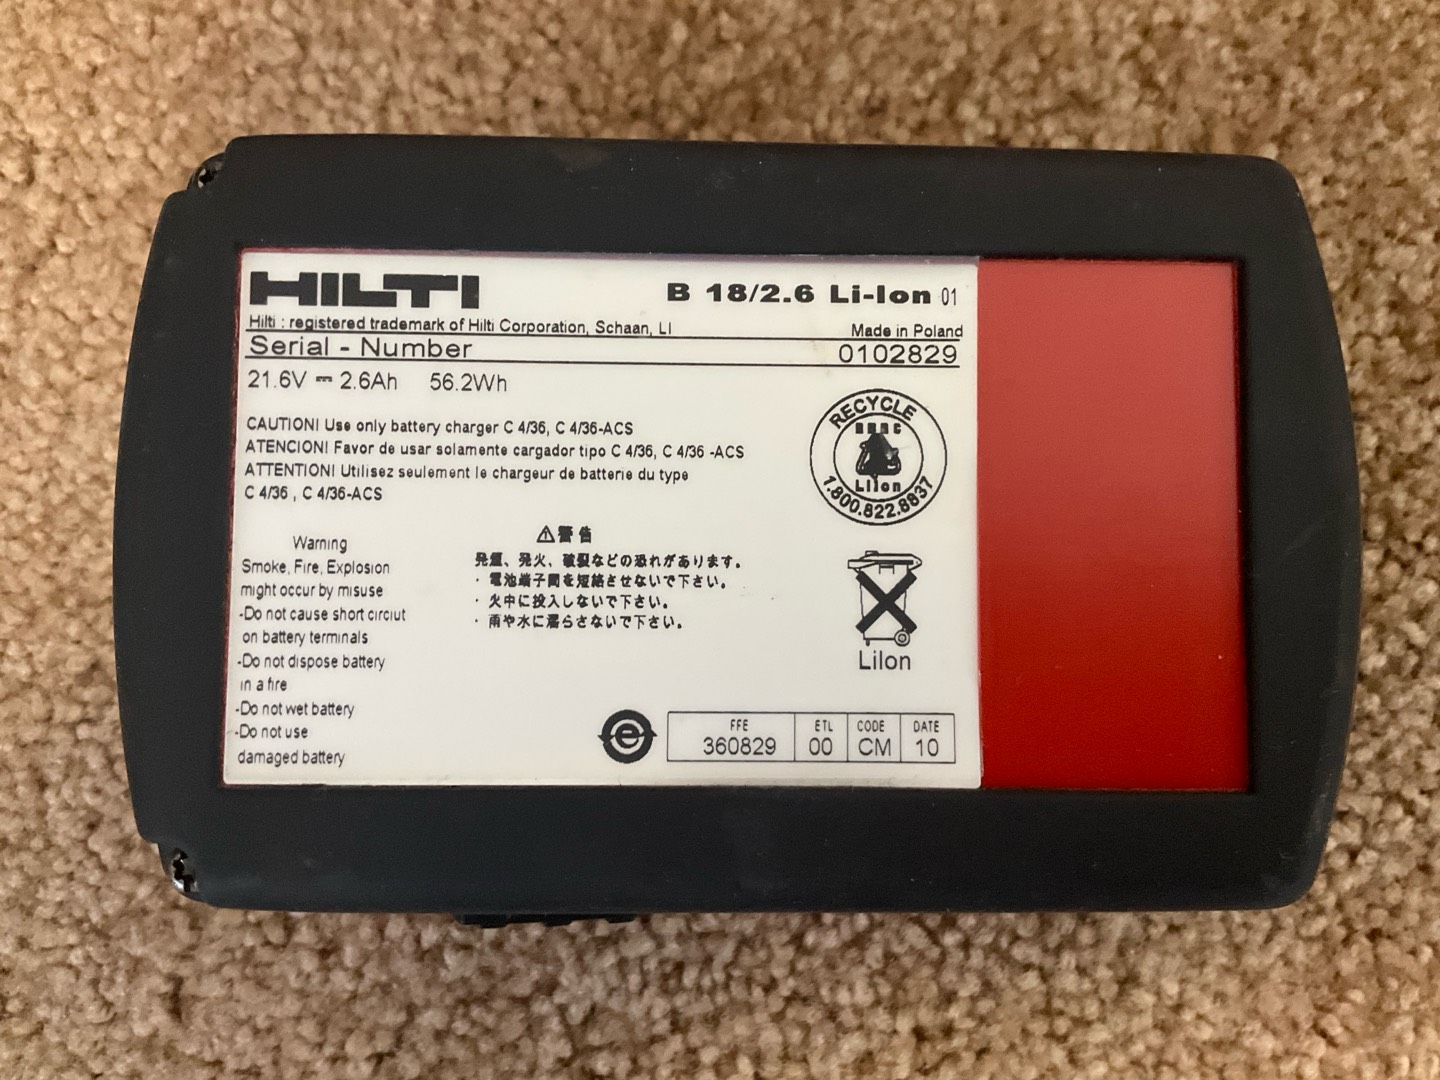 HILTI
B 18/2.6 Li-Ion 01
Hilti : registered trademark of Hilti Corporation, Schaan, LI
Made in Poland
Serial - Number
0102829
21.6V ⎓ 2.6Ah 56.2Wh
CAUTION! Use only battery charger C 4/36, C 4/36-ACS
ATENCION! Favor de usar solamente cargador tipo C 4/36, C 4/36 -ACS
ATTENTION! Utilisez seulement le chargeur de batterie du type
C 4/36 , C 4/36-ACS
RECYCLE
RBRC
LiIon
1.800.822.8837
Warning
Smoke, Fire, Explosion
might occur by misuse
-Do not cause short circiut
on battery terminals
-Do not dispose battery
in a fire
-Do not wet battery
-Do not use
damaged battery
⚠警告
発煙、発火、破裂などの恐れがあります。
・電池端子間を短絡させないで下さい。
・火中に投入しないで下さい。
・雨や水に濡らさないで下さい。
LiIon
e
FFE ETL CODE DATE
360829 00 CM 10